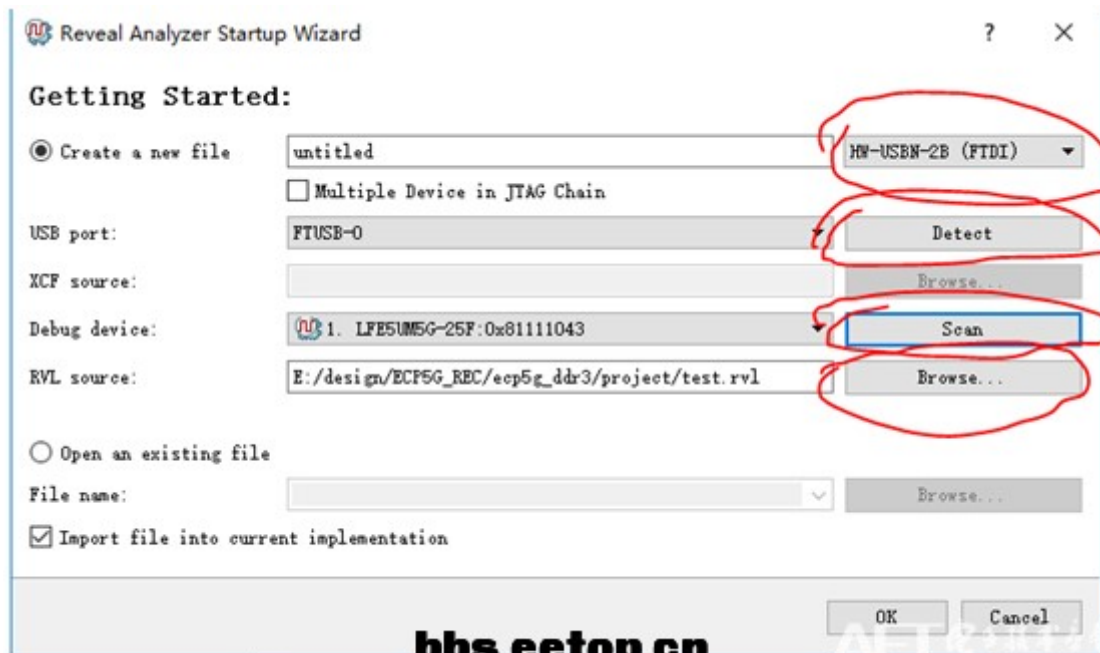 Reveal Analyzer Startup Wizard ? ×
Getting Started:
Create a new file untitled HW-USBN-2B (FTDI)
Multiple Device in JTAG Chain
USB port: FTUSB-0 Detect
XCF source: Browse...
Debug device: 1. LFE5UM5G-25F:0x81111043 Scan
RVL source: E:/design/ECP5G_REC/ecp5g_ddr3/project/test.rvl Browse...
Open an existing file
File name: Browse...
Import file into current implementation
OK Cancel
bbs.eetop.cn